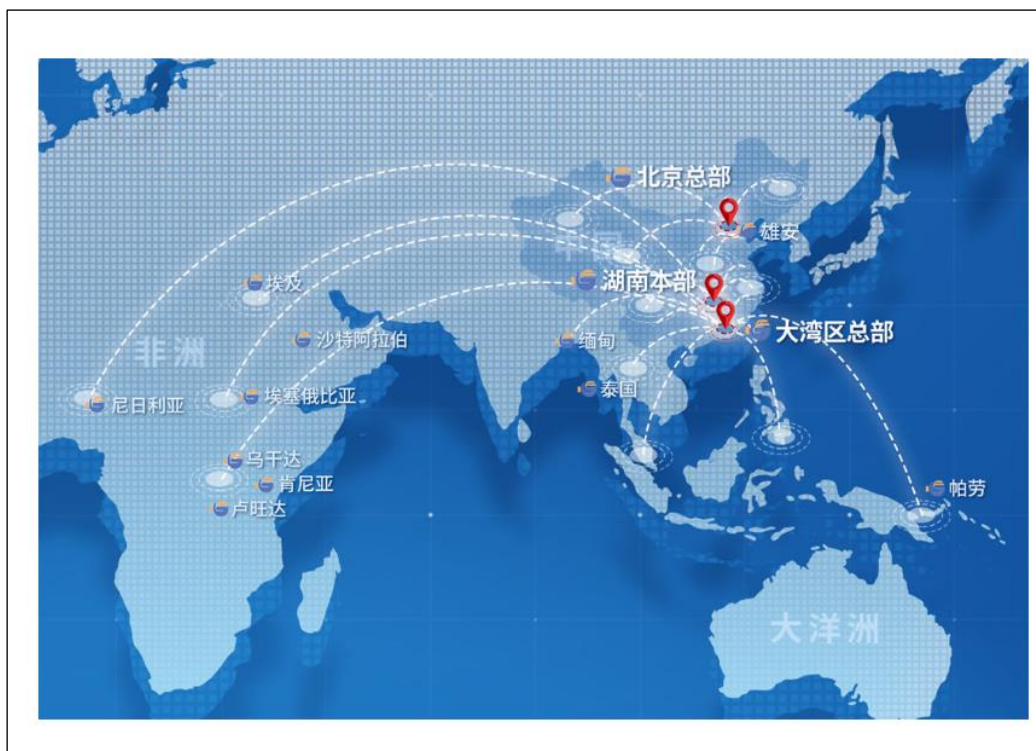 北京总部
雄安
中国
湖南本部
埃及
大湾区总部
沙特阿拉伯
缅甸
非洲
泰国
埃塞俄比亚
尼日利亚
乌干达
肯尼亚
帕劳
卢旺达
大洋洲